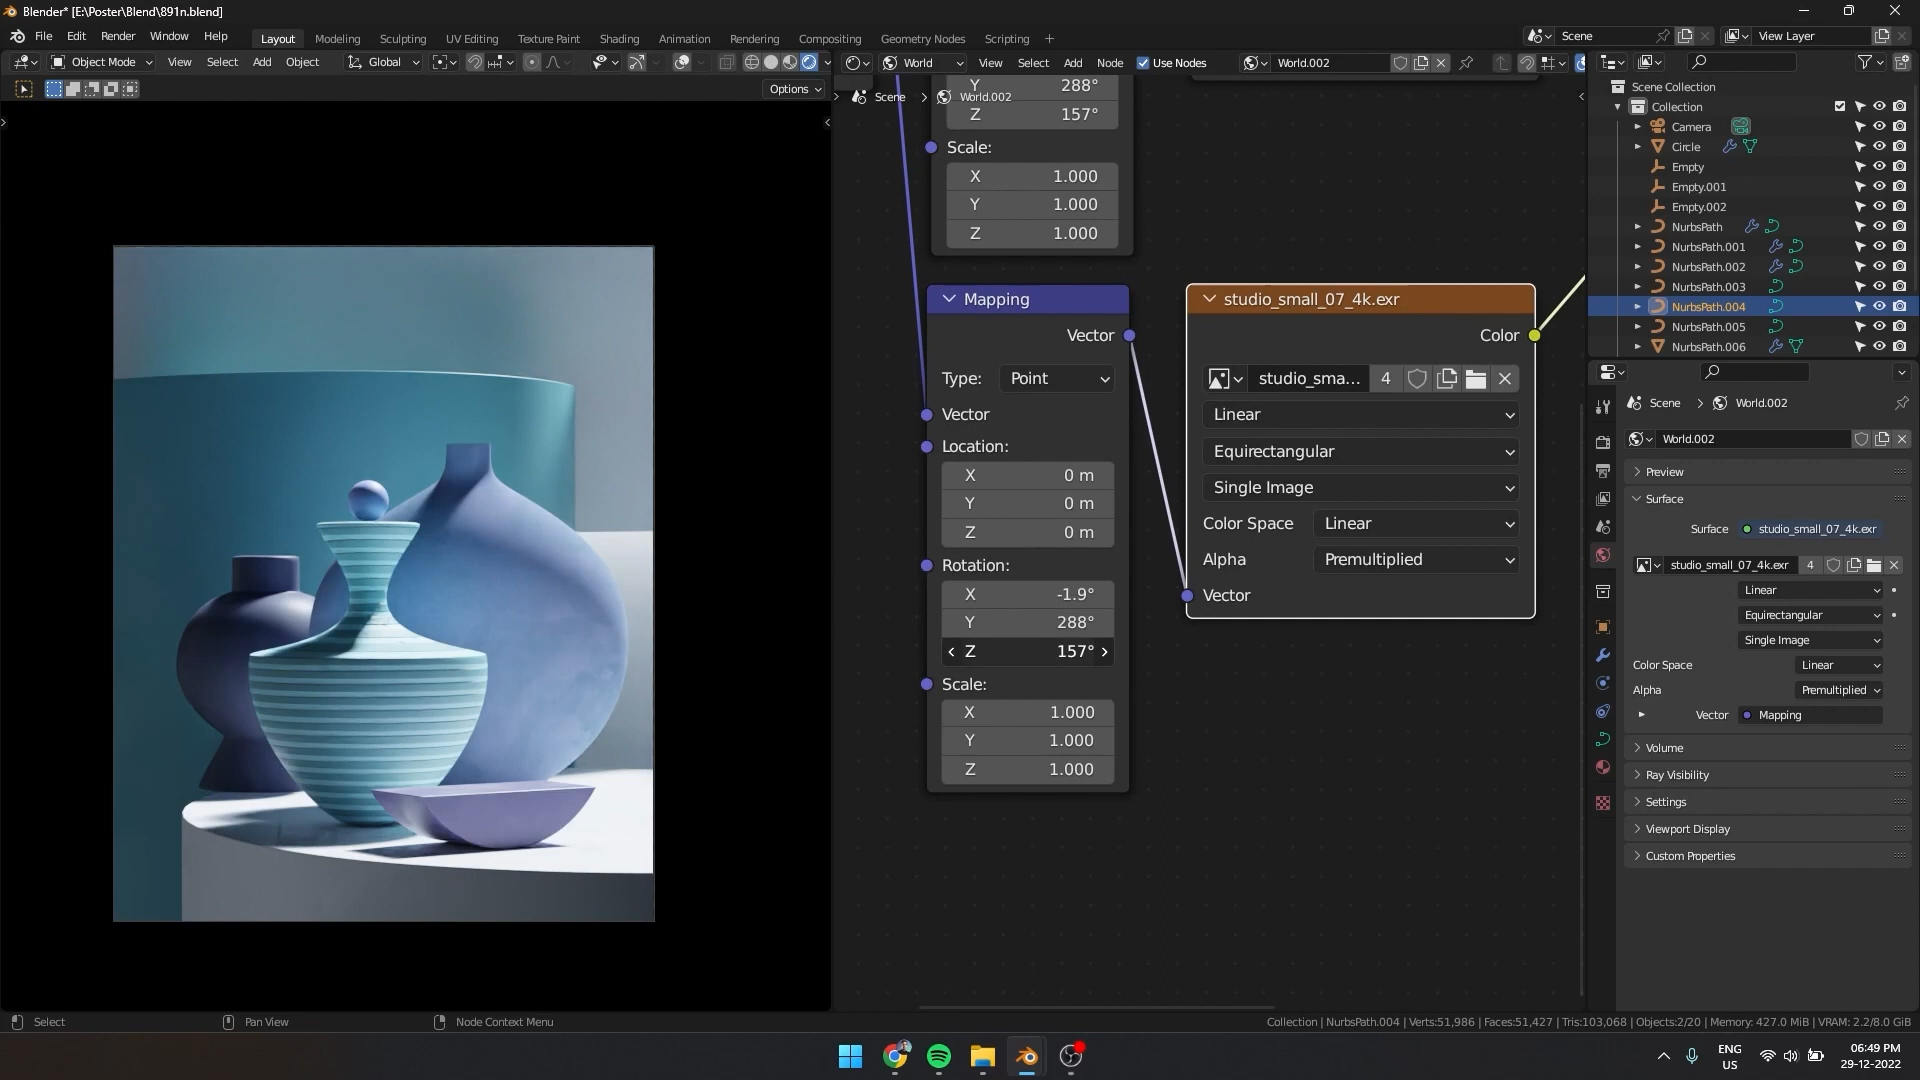 Blender* [E:\Poster\Blend\891n.blend]
File Edit Render Window Help Layout Modeling Sculpting UV Editing Texture Paint Shading Animation Rendering Compositing Geometry Nodes Scripting + Scene View Layer
Object Mode View Select Add Object Global
World View Select Add Node Use Nodes World.002
Options
Scene > World.002
Y 288°
Z 157°
Scale:
X 1.000
Y 1.000
Z 1.000
Mapping
Vector
Type: Point
Vector
Location:
X 0 m
Y 0 m
Z 0 m
Rotation:
X -1.9°
Y 288°
Z 157°
Scale:
X 1.000
Y 1.000
Z 1.000
studio_small_07_4k.exr
Color
studio_sma... 4
Linear
Equirectangular
Single Image
Color Space Linear
Alpha Premultiplied
Vector
Scene Collection
Collection
Camera
Circle
Empty
Empty.001
Empty.002
NurbsPath
NurbsPath.001
NurbsPath.002
NurbsPath.003
NurbsPath.004
NurbsPath.005
NurbsPath.006
Scene > World.002
World.002
Preview
Surface
Surface studio_small_07_4k.exr
studio_small_07_4k.exr 4
Linear
Equirectangular
Single Image
Color Space Linear
Alpha Premultiplied
Vector Mapping
Volume
Ray Visibility
Settings
Viewport Display
Custom Properties
Select Pan View Node Context Menu
Collection | NurbsPath.004 | Verts:51,986 | Faces:51,427 | Tris:103,068 | Objects:2/20 | Memory: 427.0 MiB | VRAM: 2.2/8.0 GiB
ENG
US
06:49 PM
29-12-2022